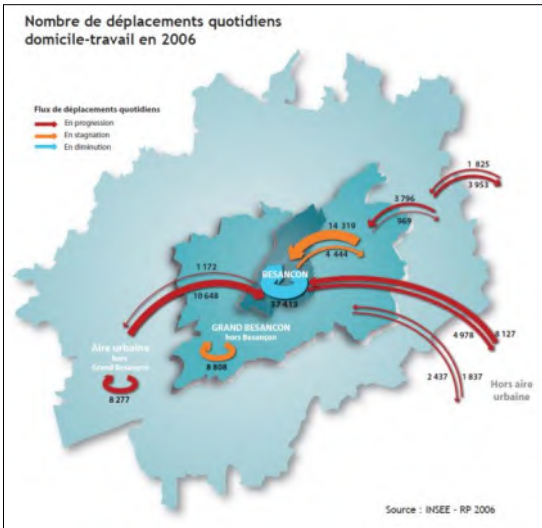 Nombre de déplacements quotidiens
domicile-travail en 2006
Flux de déplacements quotidiens
En progression
En stagnation
En diminution
1 825
3 953
3 796
969
14 319
4 444
1 172
BESANÇON
10 648
37 413
GRAND BESANCON
hors Besançon
Aire urbaine
hors
Grand Besançon
8 808
8 277
4 978
8 127
2 437
1 837
Hors aire
urbaine
Source : INSEE - RP 2006